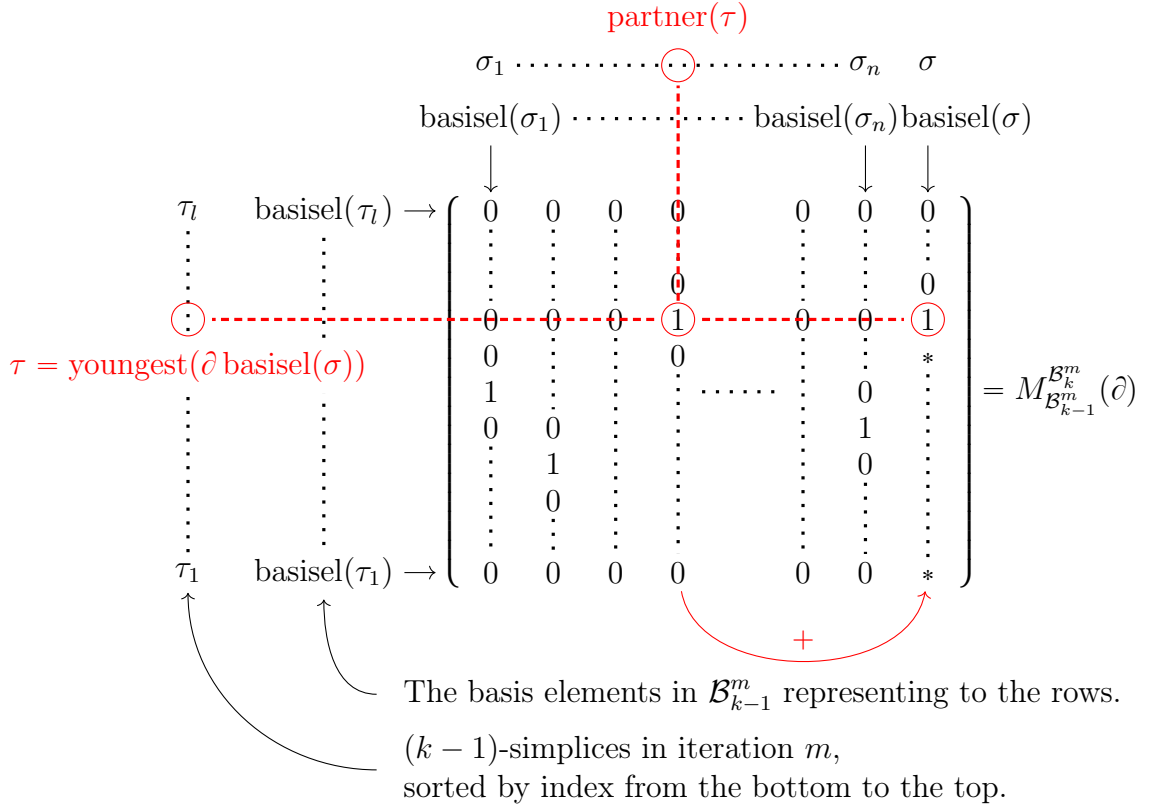 partner(τ)
σ₁ σₙ σ
basisel(σ₁) basisel(σₙ) basisel(σ)
τₗ basisel(τₗ) → 0 0 0 0 0 0 0
0 0
0 0 0 1 0 0 1
0 0 *
τ = youngest(∂ basisel(σ))
1 0 = M^{𝓑_k^m}_{𝓑_{k−1}^m}(∂)
0 0 1
1 0
0
τ₁ basisel(τ₁) → 0 0 0 0 0 0 *
+
The basis elements in 𝓑_{k−1}^m representing to the rows.
(k − 1)-simplices in iteration m,
sorted by index from the bottom to the top.